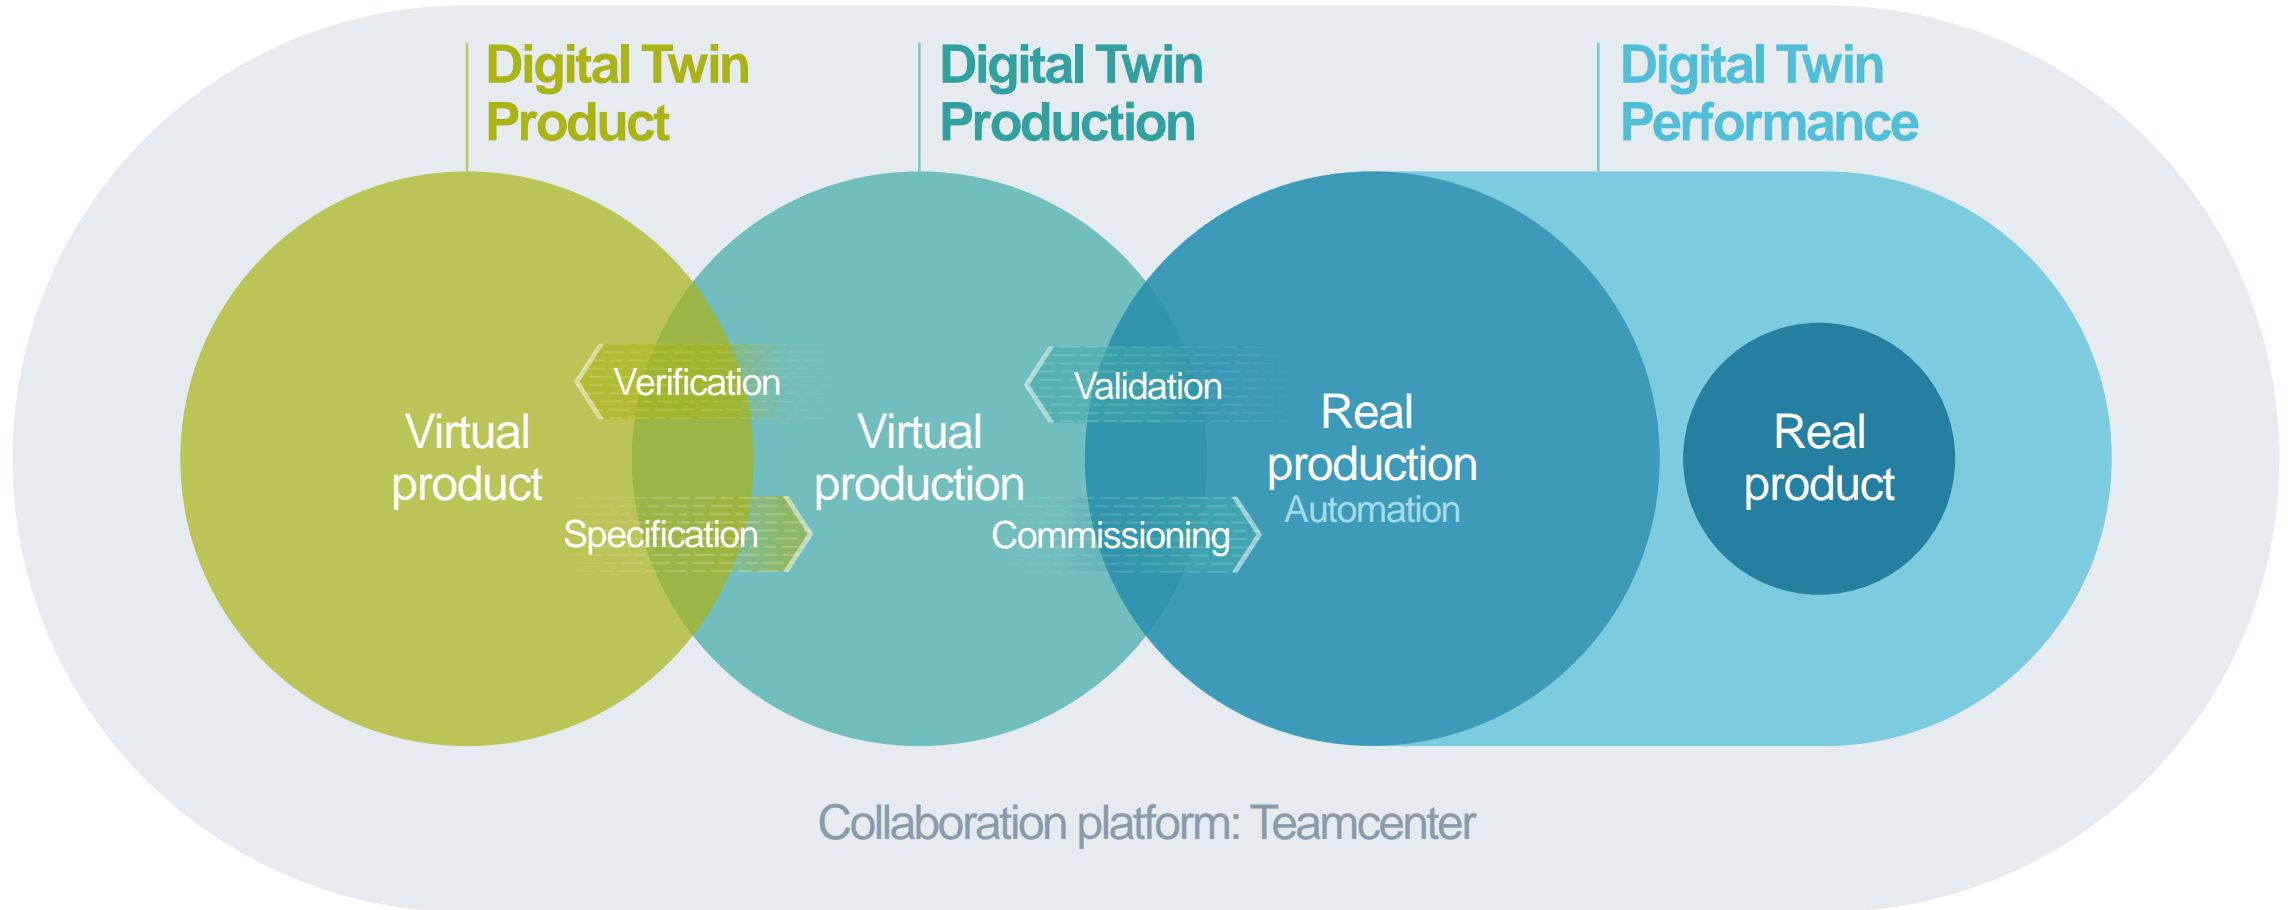 Digital Twin
Product
Digital Twin
Production
Digital Twin
Performance
Virtual
product
Verification
Specification
Virtual
production
Validation
Commissioning
Real
production
Automation
Real
product
Collaboration platform: Teamcenter